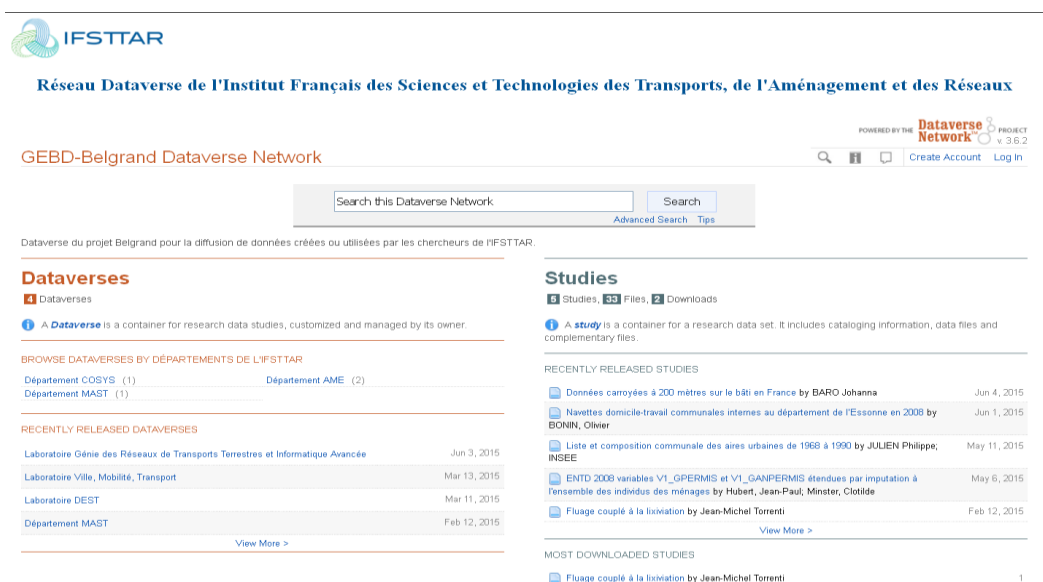 IFSTTAR
Réseau Dataverse de l'Institut Français des Sciences et Technologies des Transports, de l'Aménagement et des Réseaux
POWERED BY THE Dataverse Network™ PROJECT
v. 3.6.2
GEBD-Belgrand Dataverse Network
Create Account Log In
Search this Dataverse Network Search
Advanced Search Tips
Dataverse du projet Belgrand pour la diffusion de données créées ou utilisées par les chercheurs de l'IFSTTAR.
Dataverses
4 Dataverses
A Dataverse is a container for research data studies, customized and managed by its owner.
BROWSE DATAVERSES BY DÉPARTEMENTS DE L'IFSTTAR
Département COSYS (1) Département AME (2)
Département MAST (1)
RECENTLY RELEASED DATAVERSES
Laboratoire Génie des Réseaux de Transports Terrestres et Informatique Avancée Jun 3, 2015
Laboratoire Ville, Mobilité, Transport Mar 13, 2015
Laboratoire DEST Mar 11, 2015
Département MAST Feb 12, 2015
View More >
Studies
5 Studies, 33 Files, 2 Downloads
A study is a container for a research data set. It includes cataloging information, data files and
complementary files.
RECENTLY RELEASED STUDIES
Données carroyées à 200 mètres sur le bâti en France by BARO Johanna Jun 4, 2015
Navettes domicile-travail communales internes au département de l'Essonne en 2008 by Jun 1, 2015
BONIN, Olivier
Liste et composition communale des aires urbaines de 1968 à 1990 by JULIEN Philippe; May 11, 2015
INSEE
ENTD 2008 variables V1_GPERMIS et V1_GANPERMIS étendues par imputation à May 6, 2015
l'ensemble des individus des ménages by Hubert, Jean-Paul; Minster, Clotilde
Fluage couplé à la lixiviation by Jean-Michel Torrenti Feb 12, 2015
View More >
MOST DOWNLOADED STUDIES
Fluage couplé à la lixiviation by Jean-Michel Torrenti 1